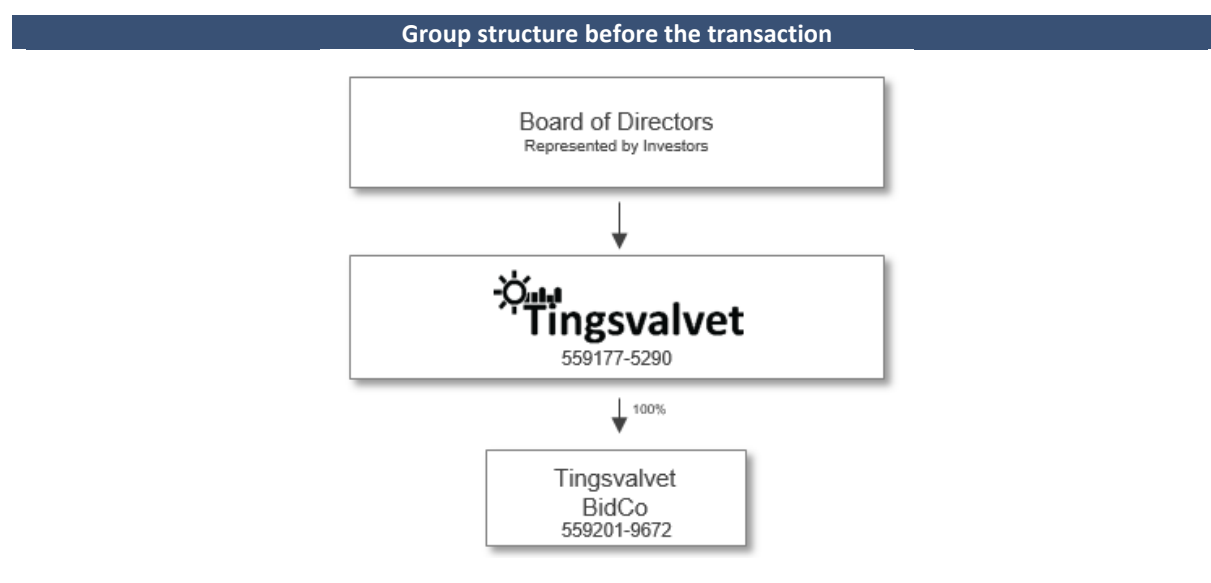 Group structure before the transaction
Board of Directors
Represented by Investors
Tingsvalvet
559177-5290
100%
Tingsvalvet
BidCo
559201-9672